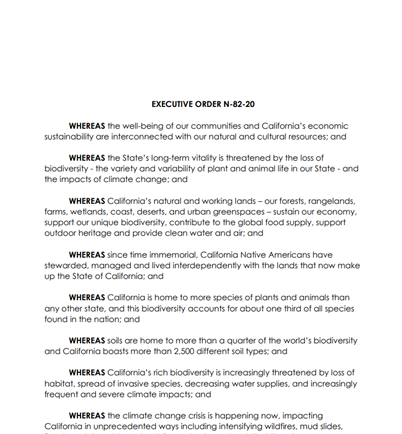 EXECUTIVE ORDER N-82-20
WHEREAS the well-being of our communities and California's economic
sustainability are interconnected with our natural and cultural resources; and
WHEREAS the State's long-term vitality is threatened by the loss of
biodiversity - the variety and variability of plant and animal life in our State - and
the impacts of climate change; and
WHEREAS California's natural and working lands – our forests, rangelands,
farms, wetlands, coast, deserts, and urban greenspaces – sustain our economy,
support our unique biodiversity, contribute to the global food supply, support
outdoor heritage and provide clean water and air; and
WHEREAS since time immemorial, California Native Americans have
stewarded, managed and lived interdependently with the lands that now make
up the State of California; and
WHEREAS California is home to more species of plants and animals than
any other state, and this biodiversity accounts for about one third of all species
found in the nation; and
WHEREAS soils are home to more than a quarter of the world's biodiversity
and California boasts more than 2,500 different soil types; and
WHEREAS California's rich biodiversity is increasingly threatened by loss of
habitat, spread of invasive species, decreasing water supplies, and increasingly
frequent and severe climate impacts; and
WHEREAS the climate change crisis is happening now, impacting
California in unprecedented ways including intensifying wildfires, mud slides,